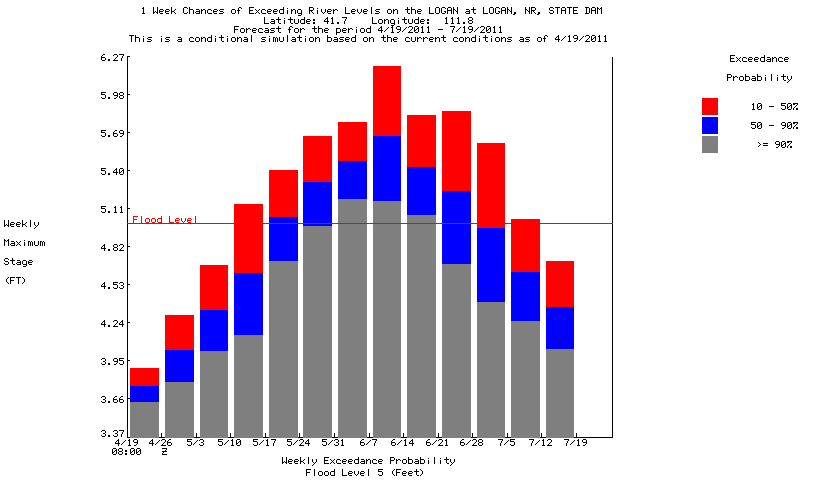 1 Week Chances of Exceeding River Levels on the LOGAN at LOGAN, NR, STATE DAM
Latitude: 41.7 Longitude: 111.8
Forecast for the period 4/19/2011 - 7/19/2011
This is a conditional simulation based on the current conditions as of 4/19/2011
Exceedance
Probability
10 - 50%
50 - 90%
>= 90%
Weekly
Maximum
Stage
(FT)
6.27
5.98
5.69
5.40
5.11
4.82
4.53
4.24
3.95
3.66
3.37
Flood Level
4/19 4/26 5/3 5/10 5/17 5/24 5/31 6/7 6/14 6/21 6/28 7/5 7/12 7/19
08:00 Z
Weekly Exceedance Probability
Flood Level 5 (Feet)